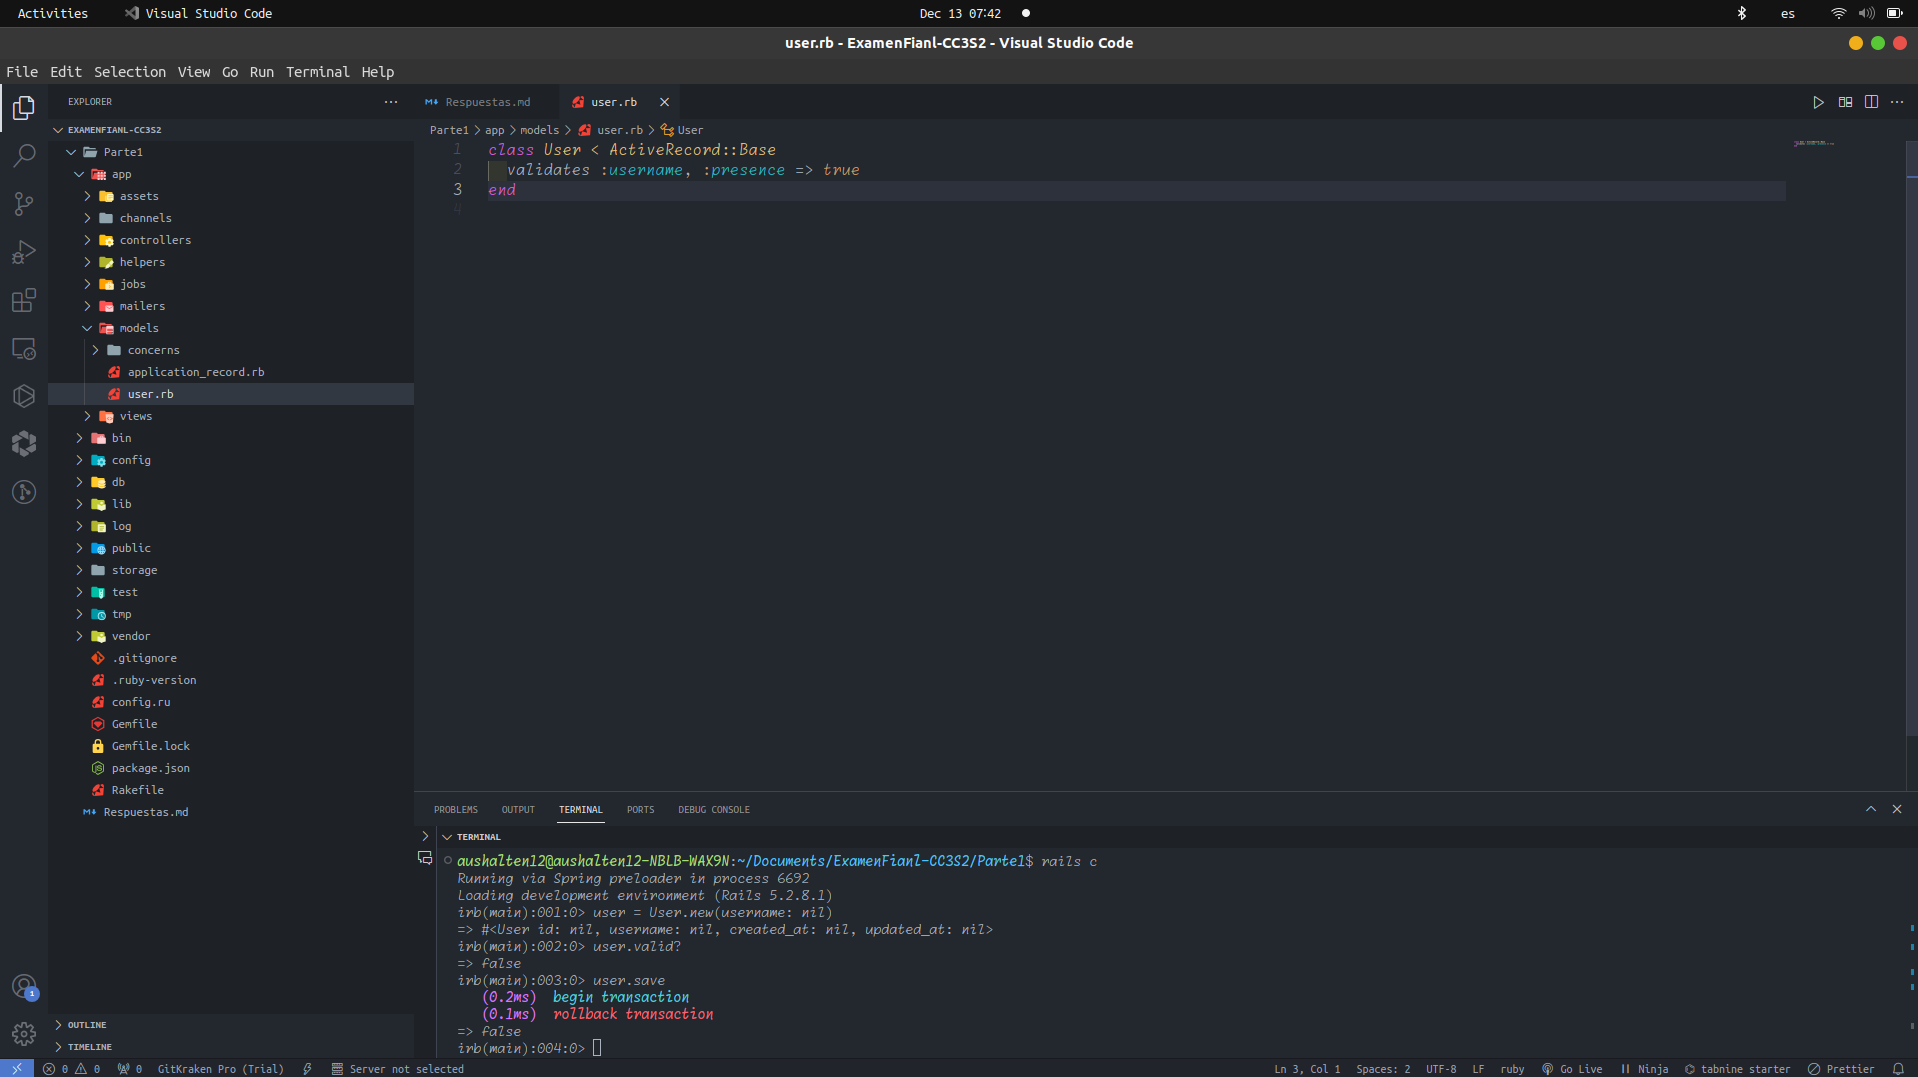 Activities
Visual Studio Code
Dec 13 07:42
es
user.rb - ExamenFianl-CC3S2 - Visual Studio Code
File Edit Selection View Go Run Terminal Help
EXPLORER
EXAMENFIANL-CC3S2
Parte1
app
assets
channels
controllers
helpers
jobs
mailers
models
concerns
application_record.rb
user.rb
views
bin
config
db
lib
log
public
storage
test
tmp
vendor
.gitignore
.ruby-version
config.ru
Gemfile
Gemfile.lock
package.json
Rakefile
Respuestas.md
OUTLINE
TIMELINE
Respuestas.md
user.rb
Parte1 > app > models > user.rb > User
1 class User < ActiveRecord::Base
2 validates :username, :presence => true
3 end
4
PROBLEMS OUTPUT TERMINAL PORTS DEBUG CONSOLE
TERMINAL
aushalten12@aushalten12-NBLB-WAX9N:~/Documents/ExamenFianl-CC3S2/Parte1$ rails c
Running via Spring preloader in process 6692
Loading development environment (Rails 5.2.8.1)
irb(main):001:0> user = User.new(username: nil)
=> #<User id: nil, username: nil, created_at: nil, updated_at: nil>
irb(main):002:0> user.valid?
=> false
irb(main):003:0> user.save
(0.2ms) begin transaction
(0.1ms) rollback transaction
=> false
irb(main):004:0>
1
0 0 0 GitKraken Pro (Trial) Server not selected
Ln 3, Col 1 Spaces: 2 UTF-8 LF ruby Go Live Ninja tabnine starter Prettier